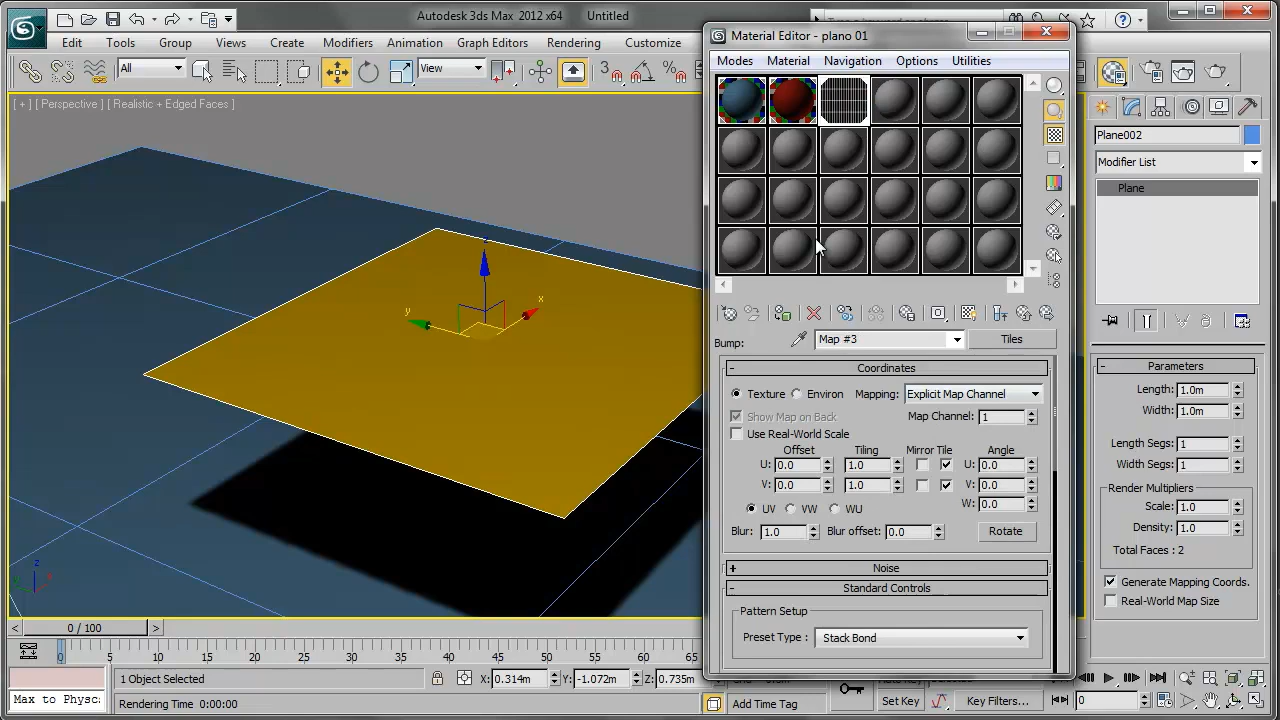 Autodesk 3ds Max 2012 x64 Untitled
Edit Tools Group Views Create Modifiers Animation Graph Editors Rendering Customize
All
View
3
%
[ + ] [ Perspective ] [ Realistic + Edged Faces ]
z
y
x
z
0 / 100
0 5 10 15 20 25 30 35 40 45 50 55 60 65
1 Object Selected
X: 0.314m Y: -1.072m Z: 0.735m
Max to Physc
Rendering Time 0:00:00
Add Time Tag
Set Key
Key Filters...
0
Material Editor - plano 01
Modes Material Navigation Options Utilities
Bump:
Map #3
Tiles
Coordinates
Texture Environ Mapping: Explicit Map Channel
Show Map on Back Map Channel: 1
Use Real-World Scale
Offset Tiling Mirror Tile Angle
U: 0.0 1.0 U: 0.0
V: 0.0 1.0 V: 0.0
W: 0.0
UV VW WU
Blur: 1.0 Blur offset: 0.0 Rotate
Noise
Standard Controls
Pattern Setup
Preset Type : Stack Bond
Plane002
Modifier List
Plane
Parameters
Length: 1.0m
Width: 1.0m
Length Segs: 1
Width Segs: 1
Render Multipliers
Scale: 1.0
Density: 1.0
Total Faces : 2
Generate Mapping Coords.
Real-World Map Size